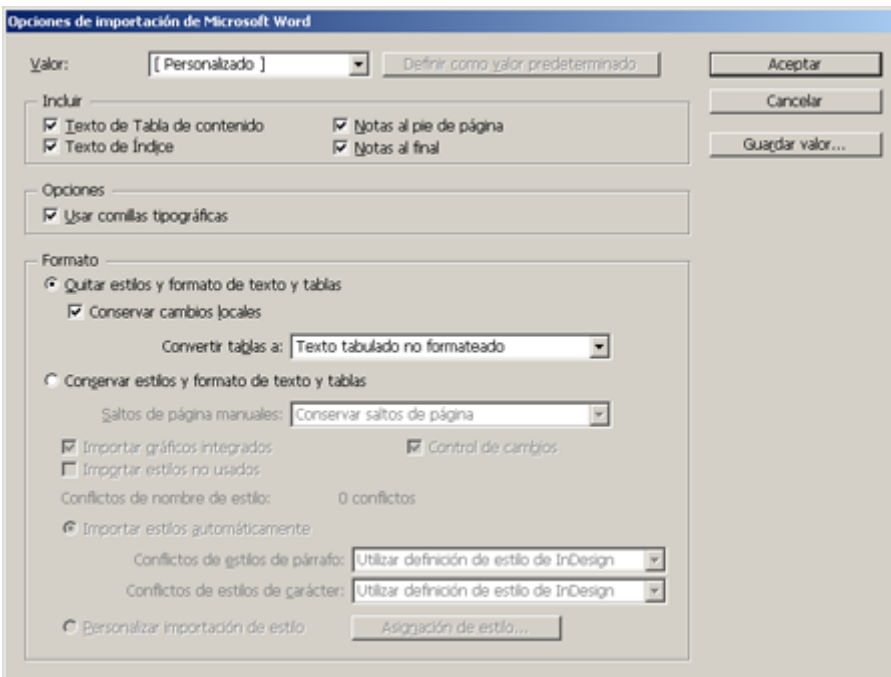 Opciones de importación de Microsoft Word
Valor: [ Personalizado ] Definir como valor predeterminado Aceptar
Cancelar
Guardar valor...
Incluir
Texto de Tabla de contenido Notas al pie de página
Texto de Índice Notas al final
Opciones
Usar comillas tipográficas
Formato
Quitar estilos y formato de texto y tablas
Conservar cambios locales
Convertir tablas a: Texto tabulado no formateado
Conservar estilos y formato de texto y tablas
Saltos de página manuales: Conservar saltos de página
Importar gráficos integrados Control de cambios
Importar estilos no usados
Conflictos de nombre de estilo: 0 conflictos
Importar estilos automáticamente
Conflictos de estilos de párrafo: Utilizar definición de estilo de InDesign
Conflictos de estilos de carácter: Utilizar definición de estilo de InDesign
Personalizar importación de estilo Asignación de estilo...